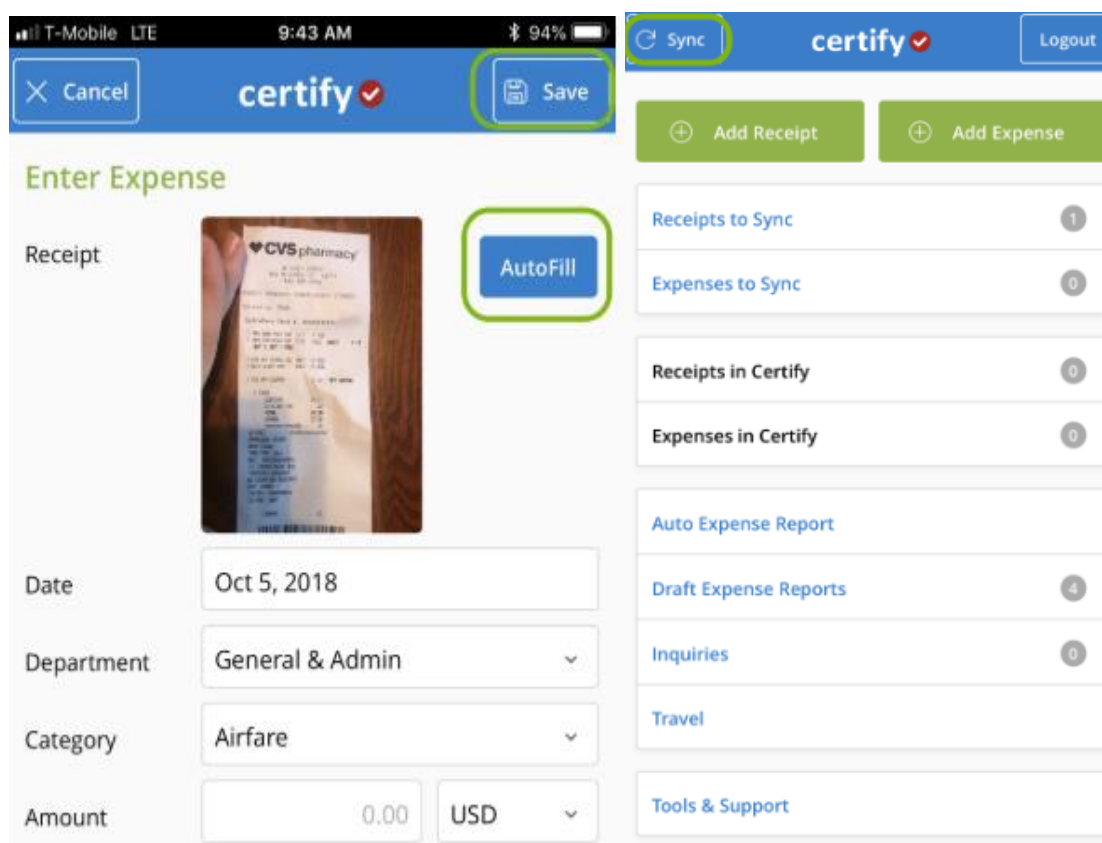 T-Mobile LTE 9:43 AM 94%
Cancel certify Save
Enter Expense
Receipt
CVS pharmacy
AutoFill
Date Oct 5, 2018
Department General & Admin
Category Airfare
Amount 0.00 USD
Sync certify Logout
Add Receipt Add Expense
Receipts to Sync 1
Expenses to Sync 0
Receipts in Certify 0
Expenses in Certify 0
Auto Expense Report
Draft Expense Reports 4
Inquiries 0
Travel
Tools & Support